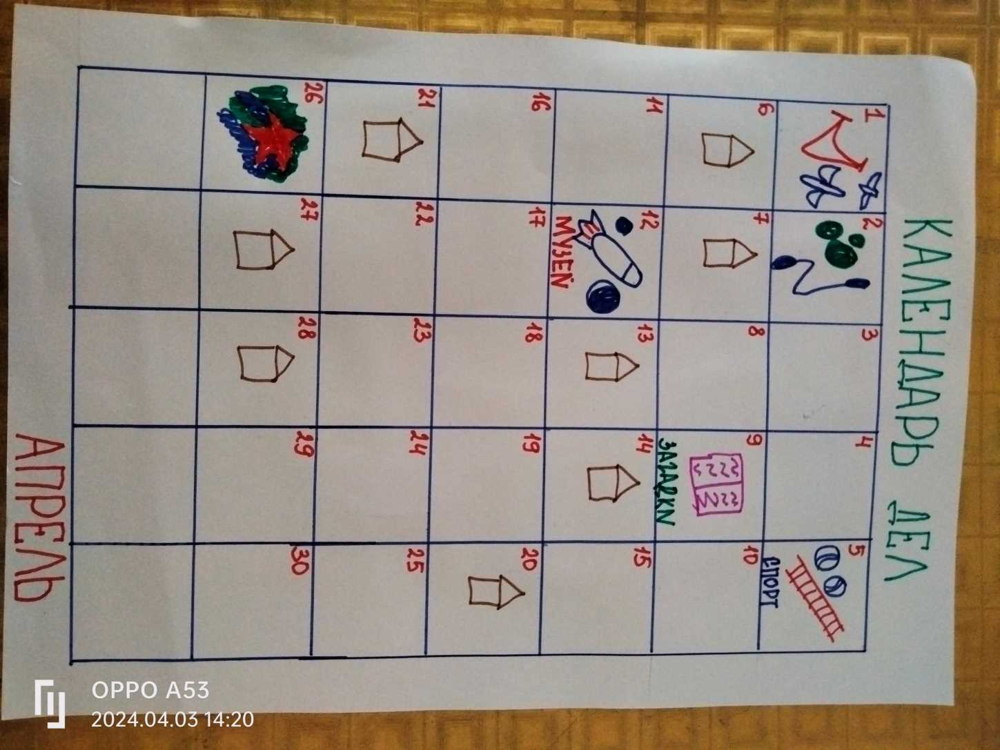 КАЛЕНДАРЬ ДЕЛ
1 2 3 4 5
СПОРТ
6 7 8 9 10
ЗАГАДКИ
11 12 13 14 15
МУЗЕЙ
16 17 18 19 20
21 22 23 24 25
26 27 28 29 30
АПРЕЛЬ
OPPO A53
2024.04.03 14:20